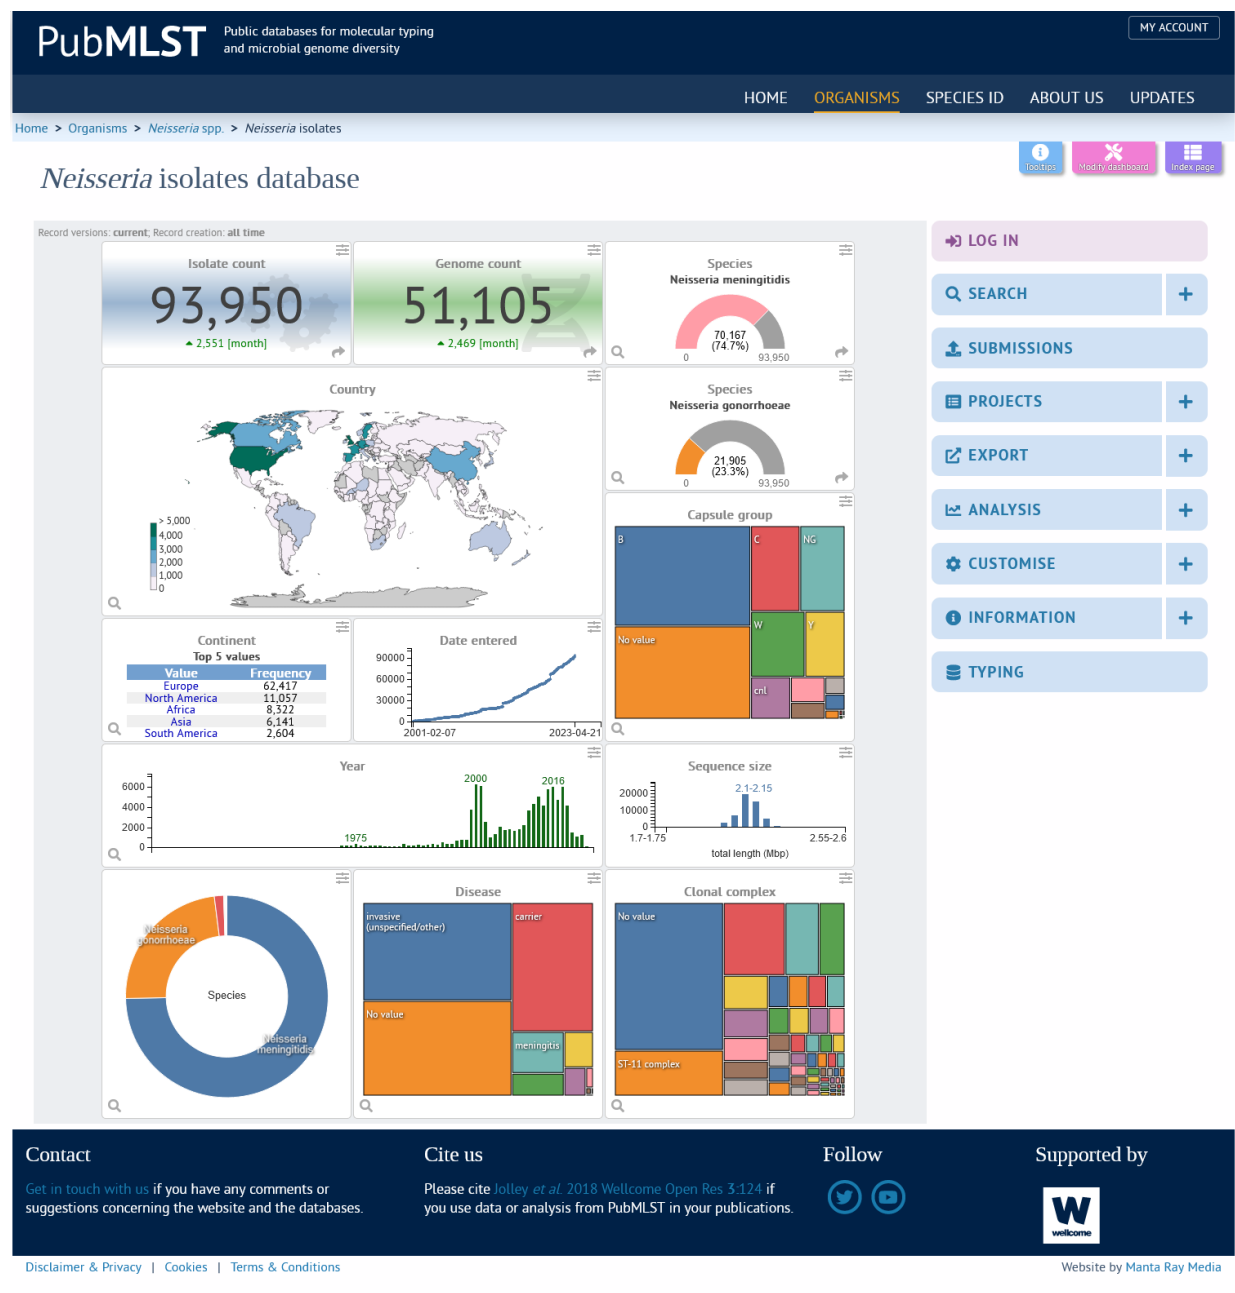 PubMLST
Public databases for molecular typing
and microbial genome diversity
MY ACCOUNT
HOME ORGANISMS SPECIES ID ABOUT US UPDATES
Home > Organisms > Neisseria spp. > Neisseria isolates
Tooltips
Modify dashboard
Index page
Neisseria isolates database
Record versions: current; Record creation: all time
Isolate count
93,950
2,551 [month]
Genome count
51,105
2,469 [month]
Species
Neisseria meningitidis
70,167
(74.7%)
0 93,950
Country
> 5,000
4,000
3,000
2,000
1,000
0
Species
Neisseria gonorrhoeae
21,905
(23.3%)
0 93,950
Capsule group
B
C
NG
No value
W
Y
cnl
Continent
Top 5 values
Value Frequency
Europe 62,417
North America 11,057
Africa 8,322
Asia 6,141
South America 2,604
Date entered
90000
60000
30000
0
2001-02-07 2023-04-21
Year
6000
4000
2000
0
1975
2000
2016
Sequence size
2.1-2.15
20000
10000
0
1.7-1.75 2.55-2.6
total length (Mbp)
Neisseria
gonorrhoeae
Species
Neisseria
meningitidis
Disease
invasive
(unspecified/other)
carrier
No value
meningitis
Clonal complex
No value
ST-11 complex
LOG IN
SEARCH +
SUBMISSIONS
PROJECTS +
EXPORT +
ANALYSIS +
CUSTOMISE +
INFORMATION +
TYPING
Contact
Get in touch with us if you have any comments or
suggestions concerning the website and the databases.
Cite us
Please cite Jolley et al. 2018 Wellcome Open Res 3:124 if
you use data or analysis from PubMLST in your publications.
Follow
Supported by
W
wellcome
Disclaimer & Privacy | Cookies | Terms & Conditions
Website by Manta Ray Media